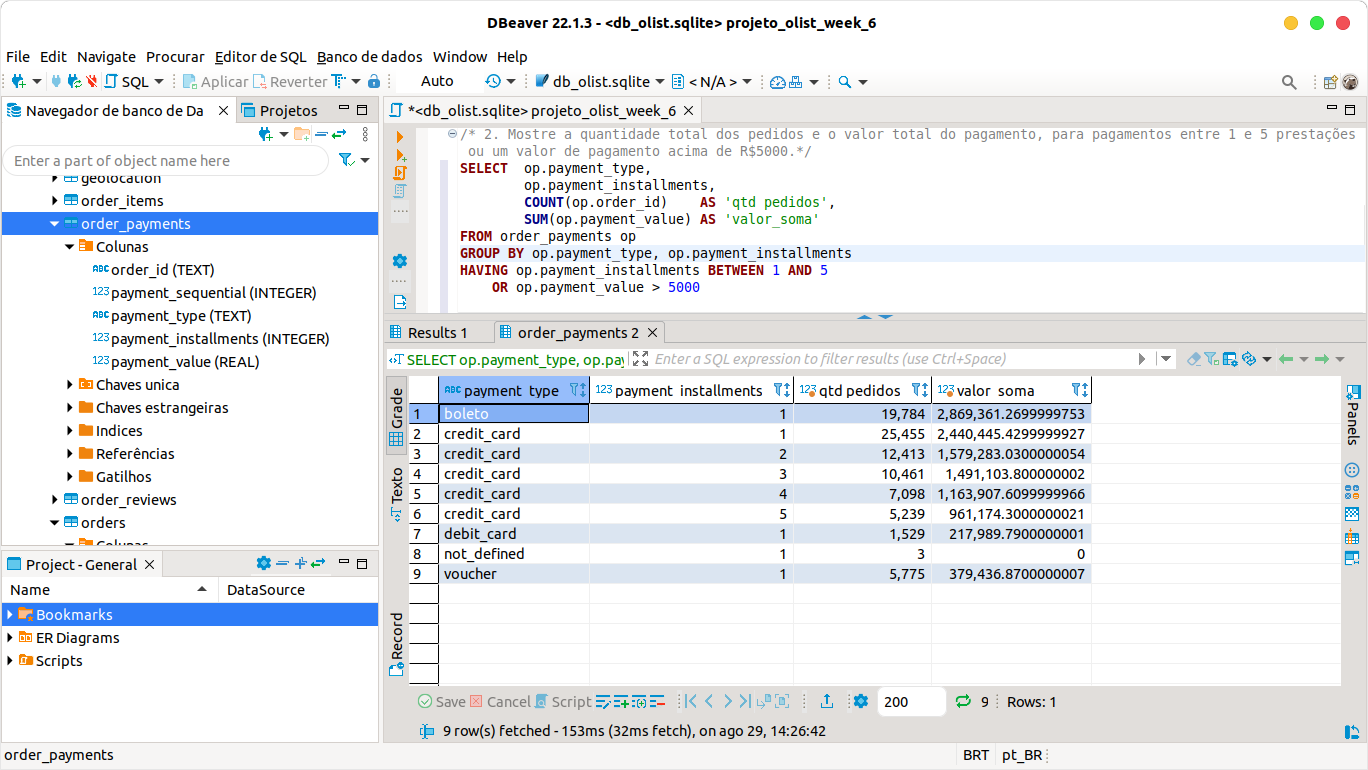 DBeaver 22.1.3 - <db_olist.sqlite> projeto_olist_week_6
File Edit Navigate Procurar Editor de SQL Banco de dados Window Help
SQL Aplicar Reverter Auto db_olist.sqlite < N/A >
Navegador de banco de Da
Projetos
Enter a part of object name here
geolocation
order_items
order_payments
Colunas
ABC order_id (TEXT)
123 payment_sequential (INTEGER)
ABC payment_type (TEXT)
123 payment_installments (INTEGER)
123 payment_value (REAL)
Chaves unica
Chaves estrangeiras
Indices
Referências
Gatilhos
order_reviews
orders
Colunas
Project - General
Name DataSource
Bookmarks
ER Diagrams
Scripts
*<db_olist.sqlite> projeto_olist_week_6
/* 2. Mostre a quantidade total dos pedidos e o valor total do pagamento, para pagamentos entre 1 e 5 prestações
ou um valor de pagamento acima de R$5000.*/
SELECT op.payment_type,
op.payment_installments,
COUNT(op.order_id) AS 'qtd pedidos',
SUM(op.payment_value) AS 'valor_soma'
FROM order_payments op
GROUP BY op.payment_type, op.payment_installments
HAVING op.payment_installments BETWEEN 1 AND 5
OR op.payment_value > 5000
Results 1
order_payments 2
SELECT op.payment_type, op.pay
Enter a SQL expression to filter results (use Ctrl+Space)
Grade
Texto
Record
Panels
ABC payment_type 123 payment_installments 123 qtd pedidos 123 valor_soma
1 boleto 1 19,784 2,869,361.2699999753
2 credit_card 1 25,455 2,440,445.4299999927
3 credit_card 2 12,413 1,579,283.0300000054
4 credit_card 3 10,461 1,491,103.800000002
5 credit_card 4 7,098 1,163,907.6099999966
6 credit_card 5 5,239 961,174.3000000021
7 debit_card 1 1,529 217,989.7900000001
8 not_defined 1 3 0
9 voucher 1 5,775 379,436.8700000007
Save Cancel Script 200 9 Rows: 1
9 row(s) fetched - 153ms (32ms fetch), on ago 29, 14:26:42
order_payments
BRT pt_BR